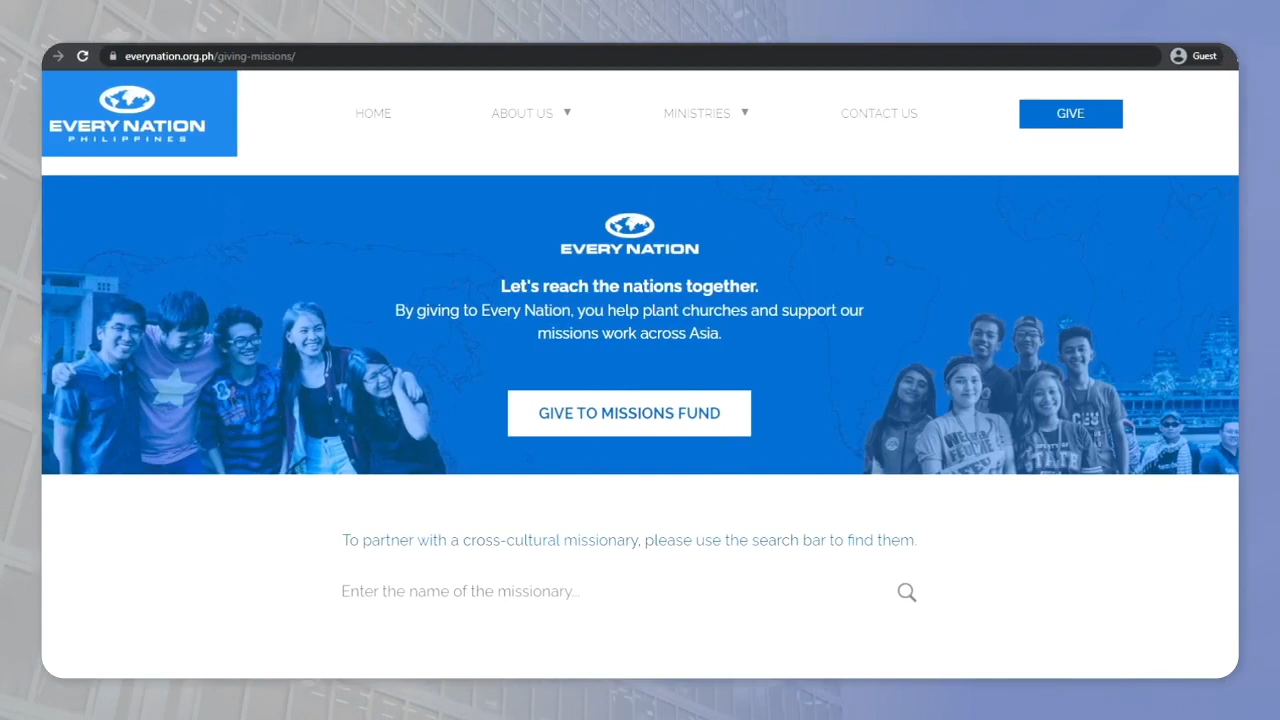 everynation.org.ph/giving-missions/
Guest
EVERY NATION
PHILIPPINES
HOME
ABOUT US ▼
MINISTRIES ▼
CONTACT US
GIVE
EVERY NATION
Let's reach the nations together.
By giving to Every Nation, you help plant churches and support our
missions work across Asia.
GIVE TO MISSIONS FUND
STATE
To partner with a cross-cultural missionary, please use the search bar to find them.
Enter the name of the missionary...